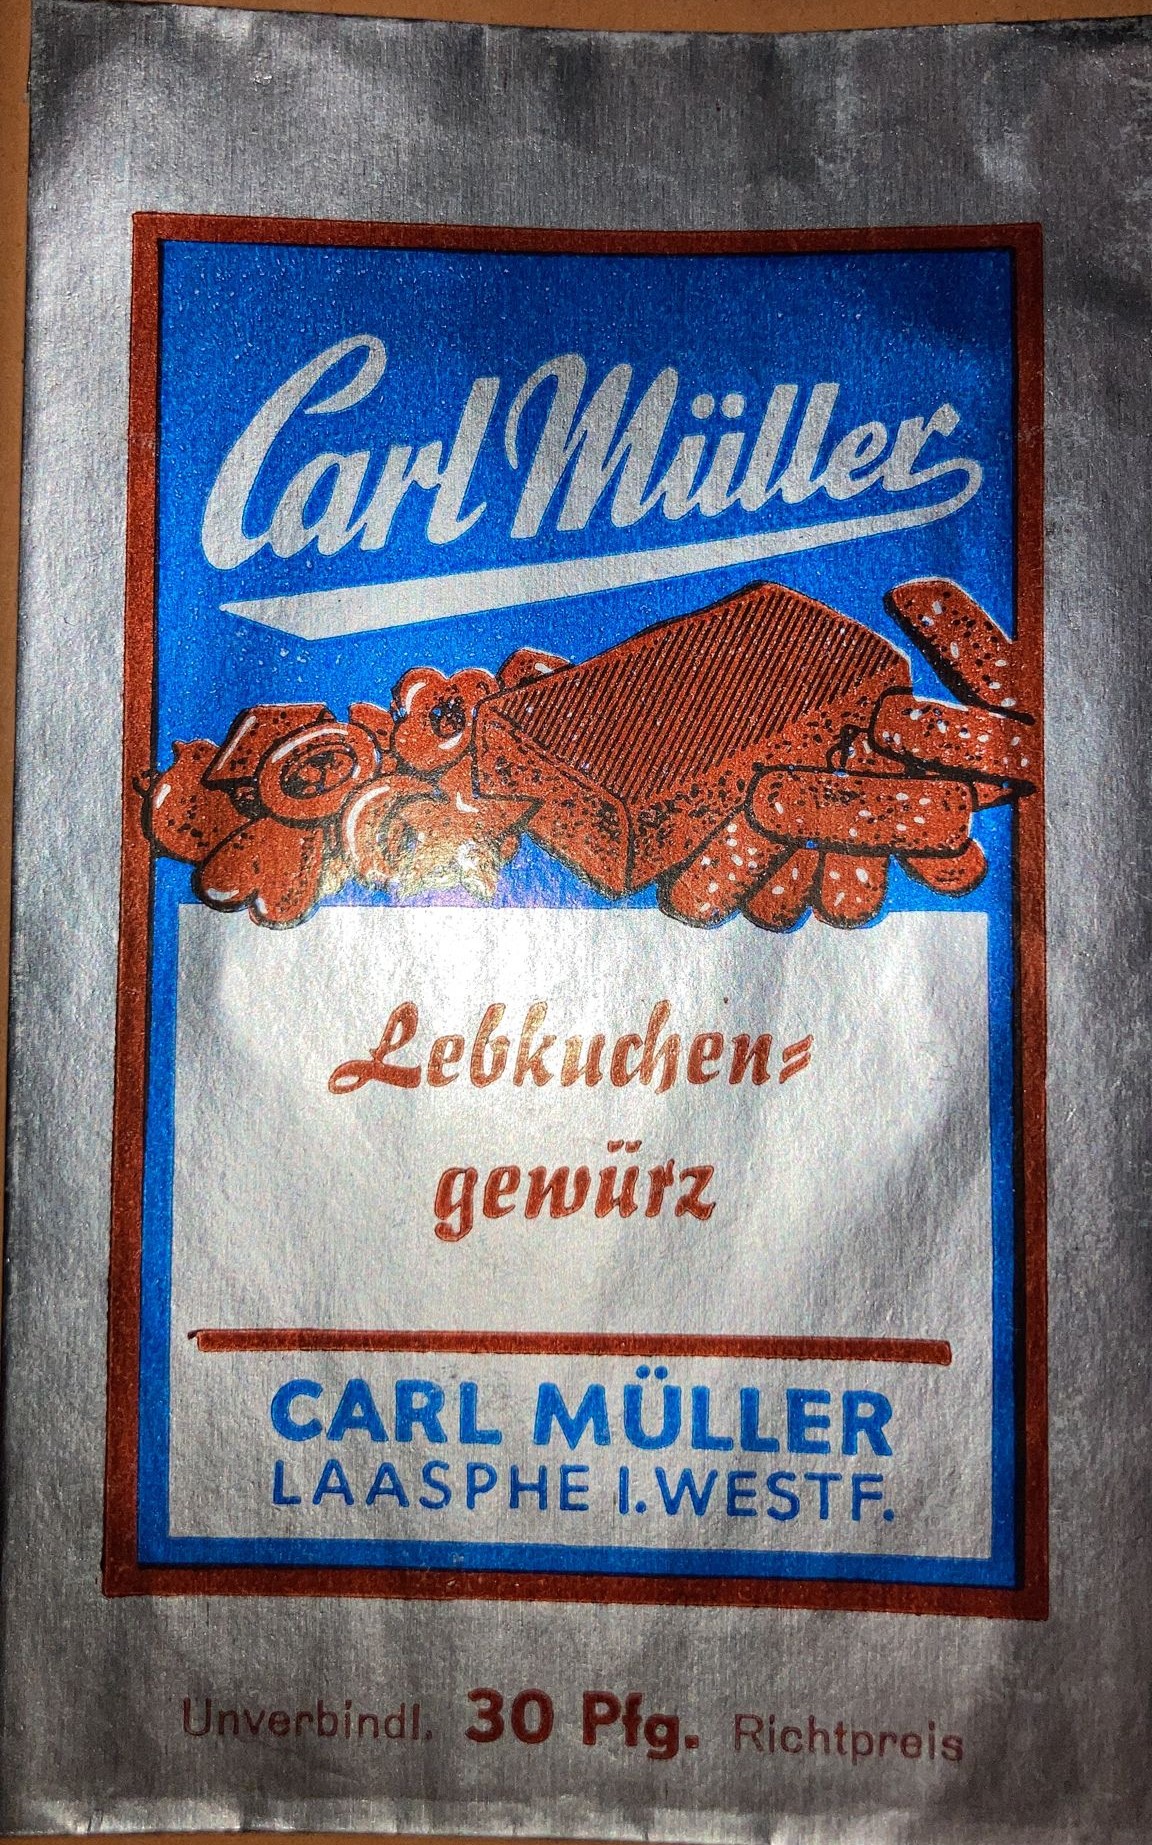 Carl Müller
Lebkuchen=
gewürz
CARL MÜLLER
LAASPHE I.WESTF.
Unverbindl. 30 Pfg. Richtpreis